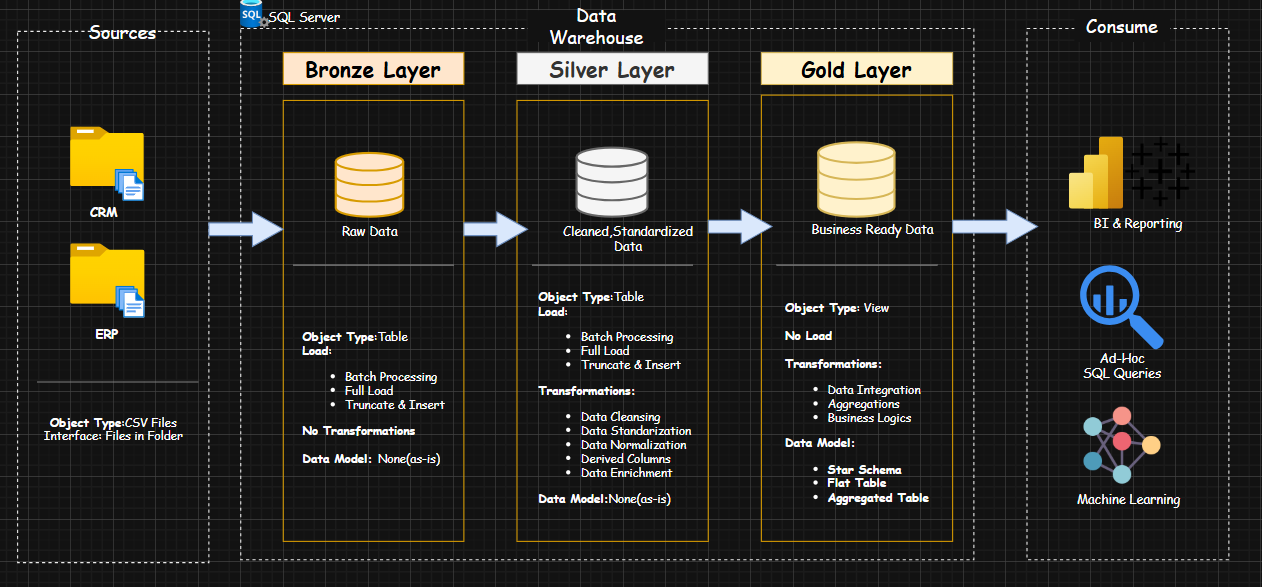 Sources
CRM
ERP
Object Type:CSV Files
Interface: Files in Folder
SQL
SQL Server
Data
Warehouse
Bronze Layer
Raw Data
Object Type:Table
Load:
• Batch Processing
• Full Load
• Truncate & Insert
No Transformations
Data Model: None(as-is)
Silver Layer
Cleaned,Standardized
Data
Object Type:Table
Load:
• Batch Processing
• Full Load
• Truncate & Insert
Transformations:
• Data Cleansing
• Data Standarization
• Data Normalization
• Derived Columns
• Data Enrichment
Data Model:None(as-is)
Gold Layer
Business Ready Data
Object Type: View
No Load
Transformations:
• Data Integration
• Aggregations
• Business Logics
Data Model:
• Star Schema
• Flat Table
• Aggregated Table
Consume
BI & Reporting
Ad-Hoc
SQL Queries
Machine Learning